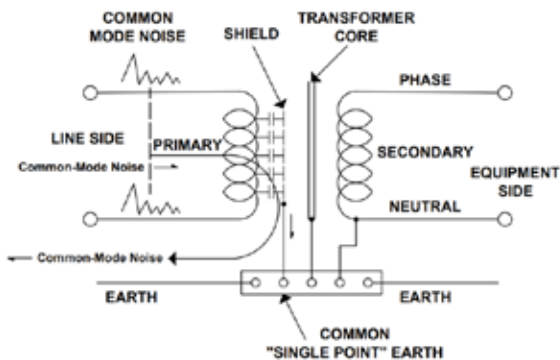 COMMON
MODE NOISE
SHIELD
TRANSFORMER
CORE
PHASE
LINE SIDE
PRIMARY
SECONDARY
Common-Mode Noise
EQUIPMENT
SIDE
NEUTRAL
Common-Mode Noise
EARTH
EARTH
COMMON
"SINGLE POINT" EARTH